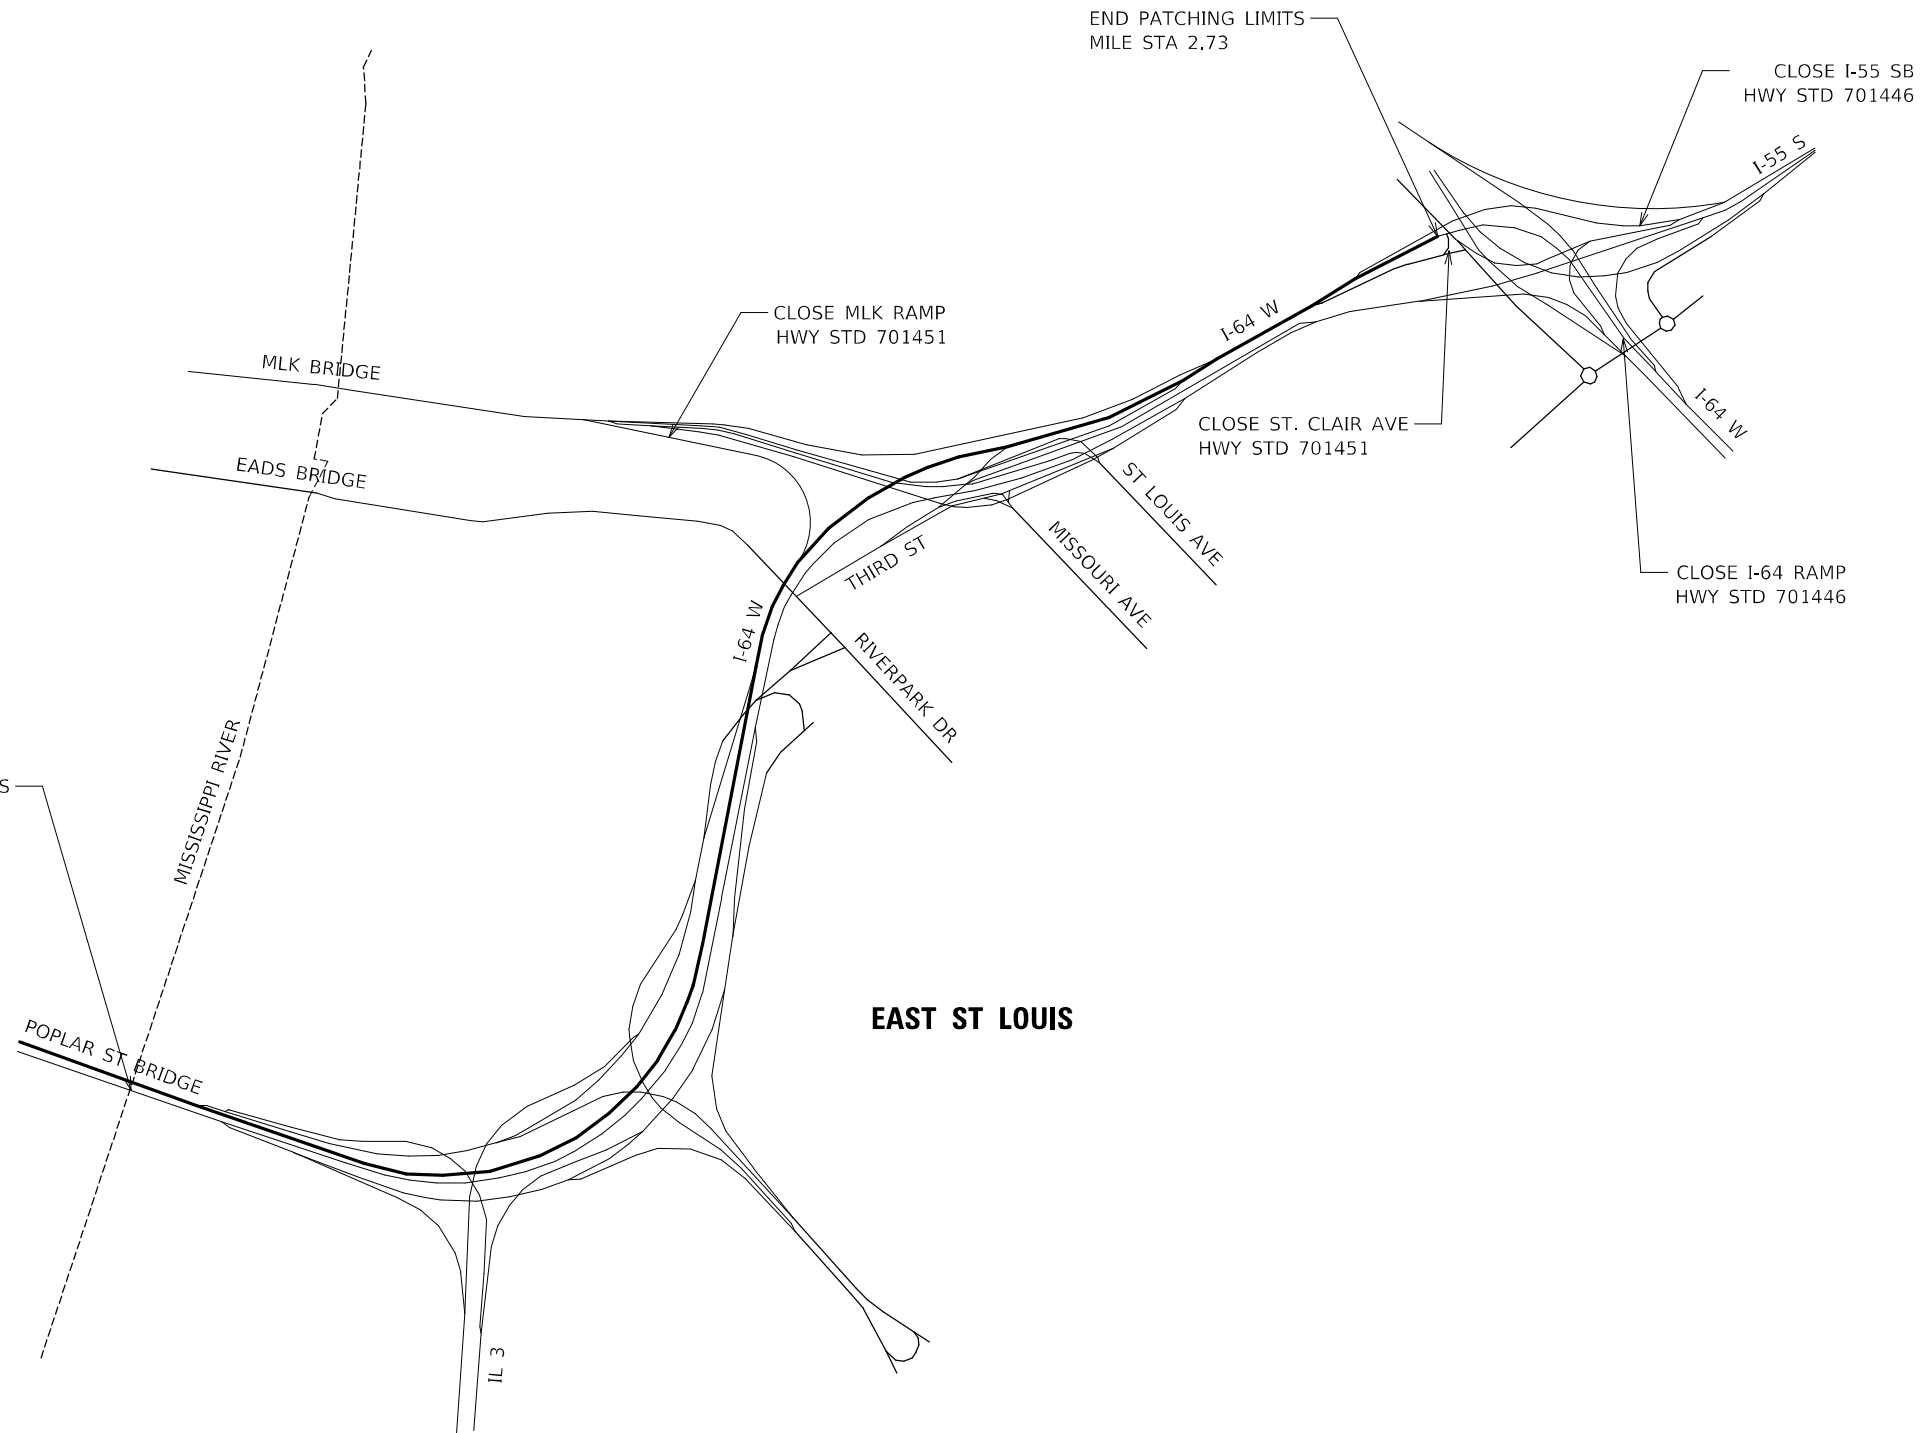 END PATCHING LIMITS
MILE STA 2.73
CLOSE I-55 SB
HWY STD 701446
I-55 S
CLOSE MLK RAMP
HWY STD 701451
I-64 W
MLK BRIDGE
CLOSE ST. CLAIR AVE
HWY STD 701451
I-64 W
EADS BRIDGE
ST LOUIS AVE
MISSOURI AVE
THIRD ST
CLOSE I-64 RAMP
HWY STD 701446
I-64 W
RIVERPARK DR
S
MISSISSIPPI RIVER
EAST ST LOUIS
POPLAR ST BRIDGE
IL 3